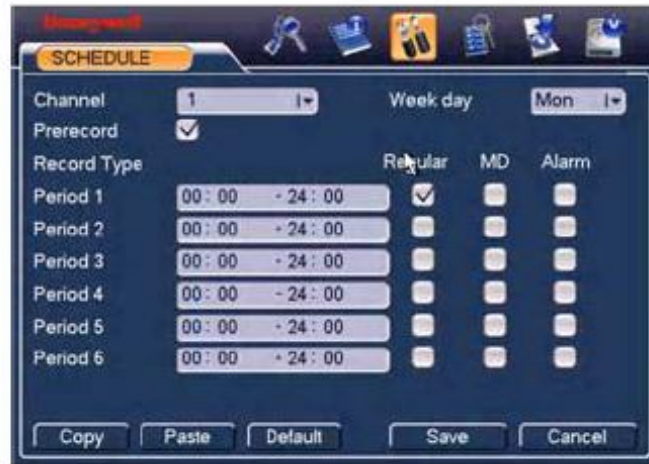 Honeywell
SCHEDULE
Channel 1 Week day Mon
Prerecord
Record Type Regular MD Alarm
Period 1 00:00 - 24:00
Period 2 00:00 - 24:00
Period 3 00:00 - 24:00
Period 4 00:00 - 24:00
Period 5 00:00 - 24:00
Period 6 00:00 - 24:00
Copy Paste Default Save Cancel